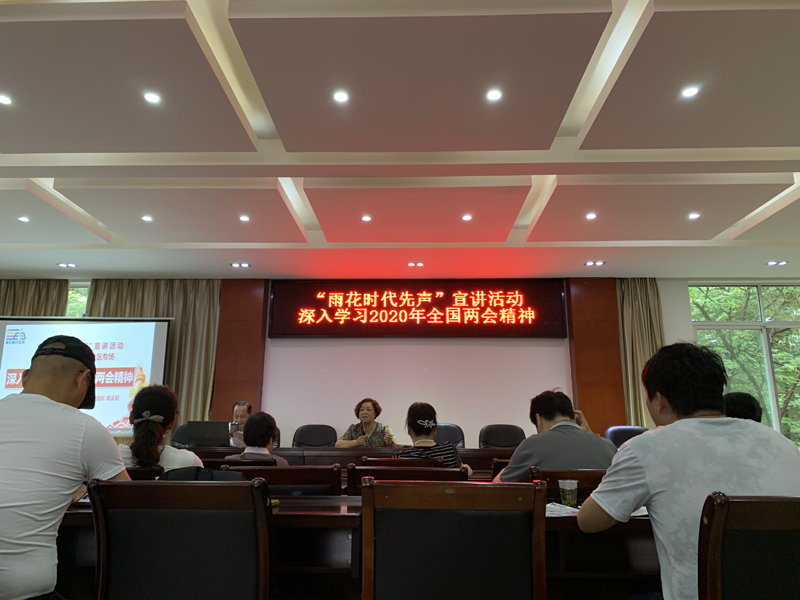 “雨花时代先声”宣讲活动
深入学习2020年全国两会精神
宣讲活动
深入
两会精神